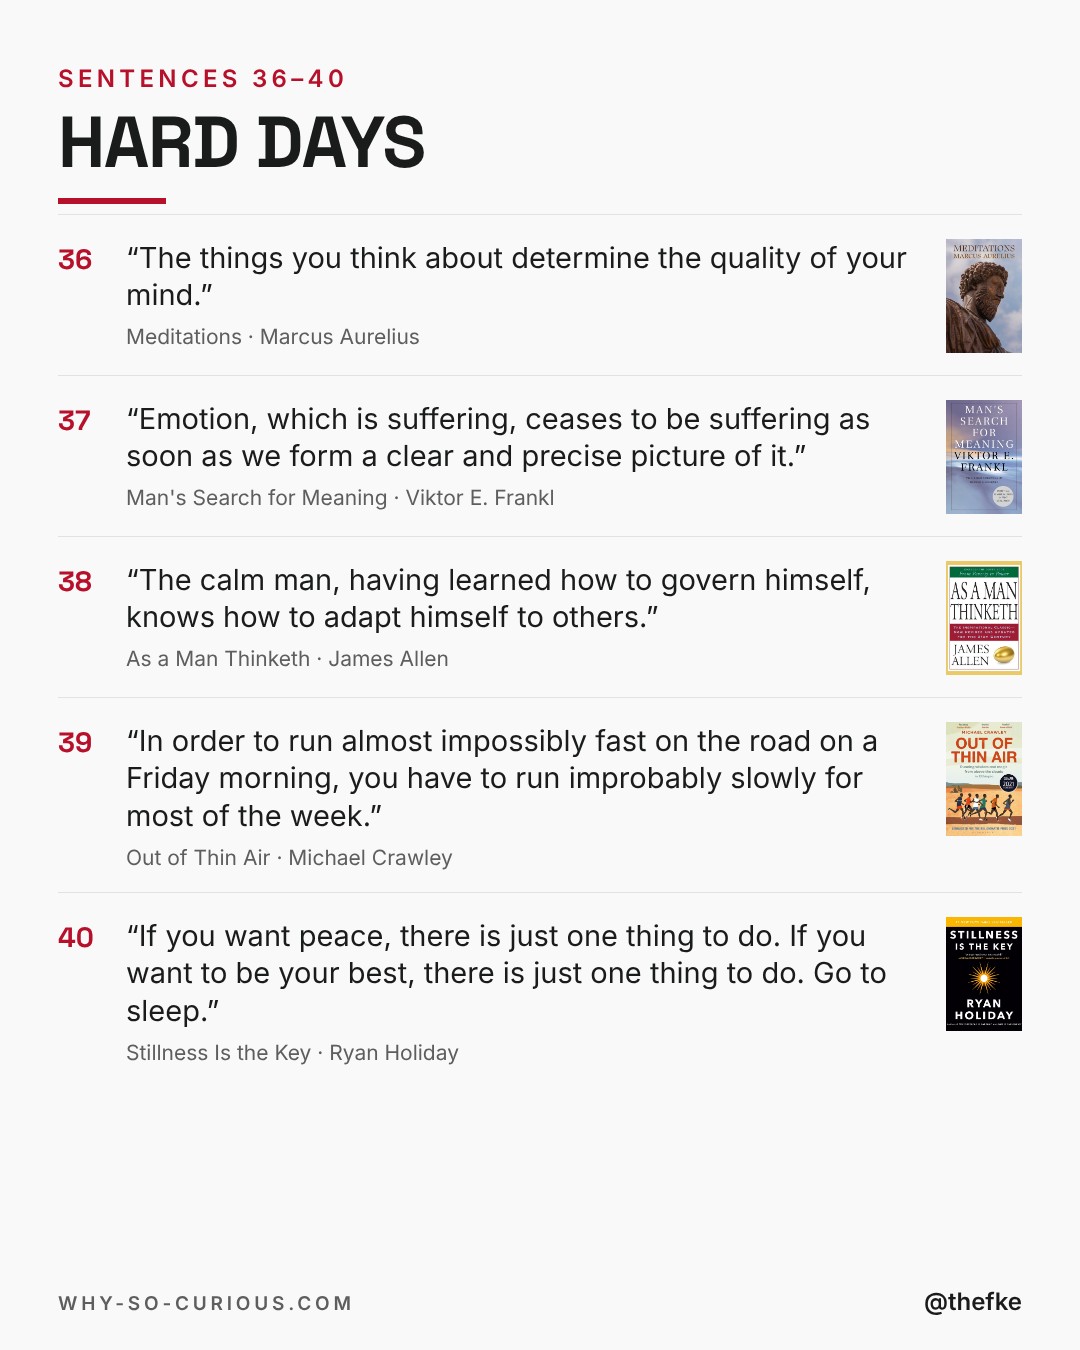 SENTENCES 36–40
HARD DAYS
36
“The things you think about determine the quality of your
mind.”
Meditations · Marcus Aurelius
MEDITATIONS
MARCUS AURELIUS
37
“Emotion, which is suffering, ceases to be suffering as
soon as we form a clear and precise picture of it.”
Man's Search for Meaning · Viktor E. Frankl
MAN'S
SEARCH
FOR
MEANING
VIKTOR E.
FRANKL
38
“The calm man, having learned how to govern himself,
knows how to adapt himself to others.”
As a Man Thinketh · James Allen
AS A MAN
THINKETH
JAMES
ALLEN
39
“In order to run almost impossibly fast on the road on a
Friday morning, you have to run improbably slowly for
most of the week.”
Out of Thin Air · Michael Crawley
MICHAEL CRAWLEY
OUT OF
THIN AIR
40
“If you want peace, there is just one thing to do. If you
want to be your best, there is just one thing to do. Go to
sleep.”
Stillness Is the Key · Ryan Holiday
STILLNESS
IS THE KEY
RYAN
HOLIDAY
WHY-SO-CURIOUS.COM
@thefke